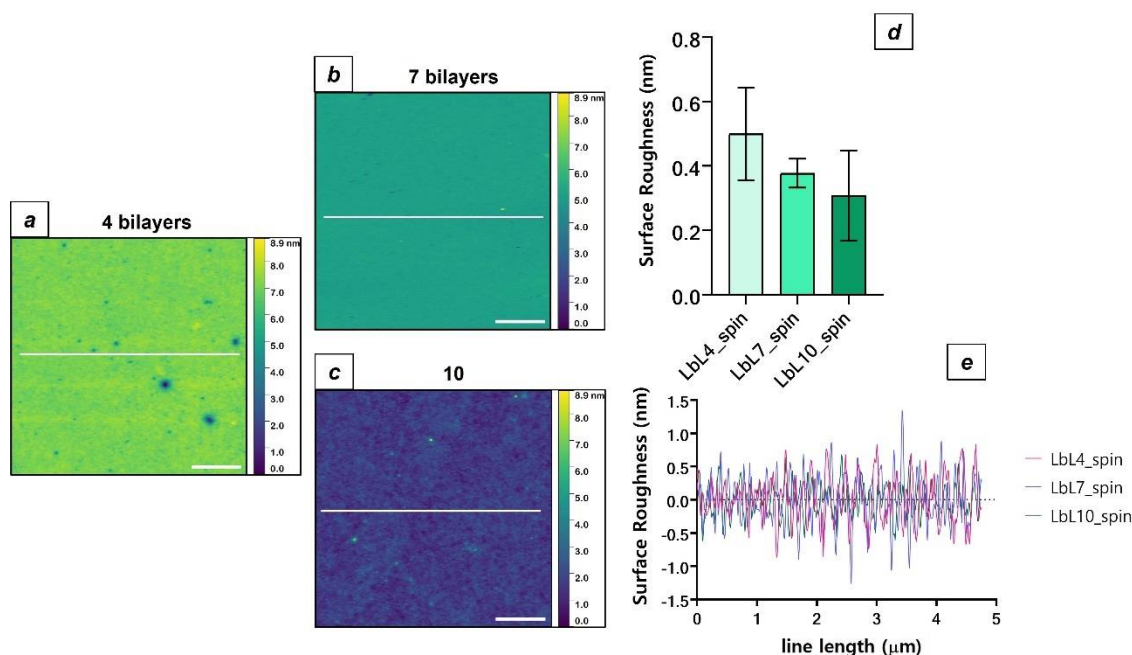 a
4 bilayers
8.9 nm
8.0
7.0
6.0
5.0
4.0
3.0
2.0
1.0
0.0
b
7 bilayers
8.9 nm
8.0
7.0
6.0
5.0
4.0
3.0
2.0
1.0
0.0
c
10
8.9 nm
8.0
7.0
6.0
5.0
4.0
3.0
2.0
1.0
0.0
d
Surface Roughness (nm)
0.8
0.6
0.4
0.2
0.0
LbL4_spin
LbL7_spin
LbL10_spin
e
Surface Roughness (nm)
1.5
1.0
0.5
0.0
-0.5
-1.0
-1.5
0 1 2 3 4 5
line length (μm)
LbL4_spin
LbL7_spin
LbL10_spin